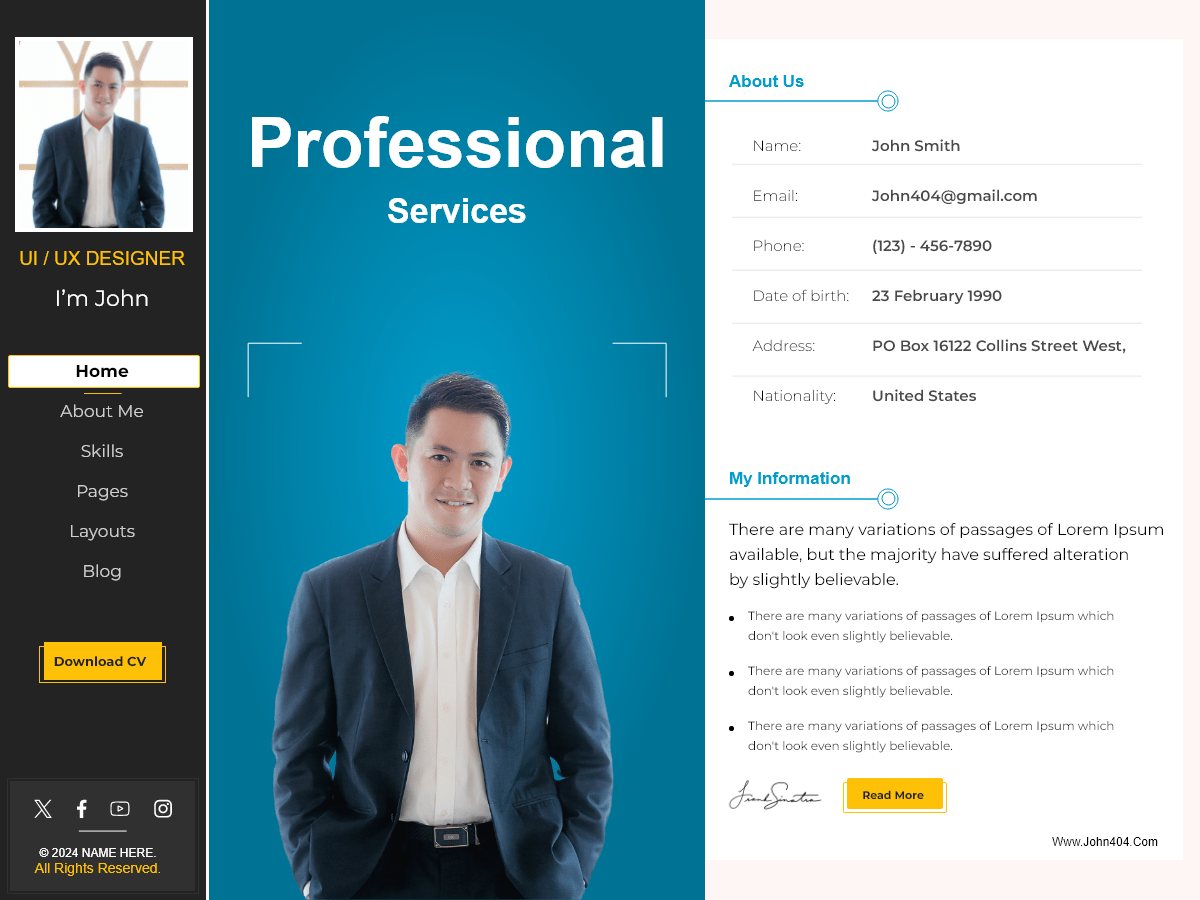 UI / UX DESIGNER
I’m John
Home
About Me
Skills
Pages
Layouts
Blog
Download CV
© 2024 NAME HERE.
All Rights Reserved.
Professional
Services
About Us
Name: John Smith
Email: John404@gmail.com
Phone: (123) - 456-7890
Date of birth: 23 February 1990
Address: PO Box 16122 Collins Street West,
Nationality: United States
My Information
There are many variations of passages of Lorem Ipsum
available, but the majority have suffered alteration
by slightly believable.
There are many variations of passages of Lorem Ipsum which
don't look even slightly believable.
There are many variations of passages of Lorem Ipsum which
don't look even slightly believable.
There are many variations of passages of Lorem Ipsum which
don't look even slightly believable.
Frank Sinatra
Read More
Www.John404.Com